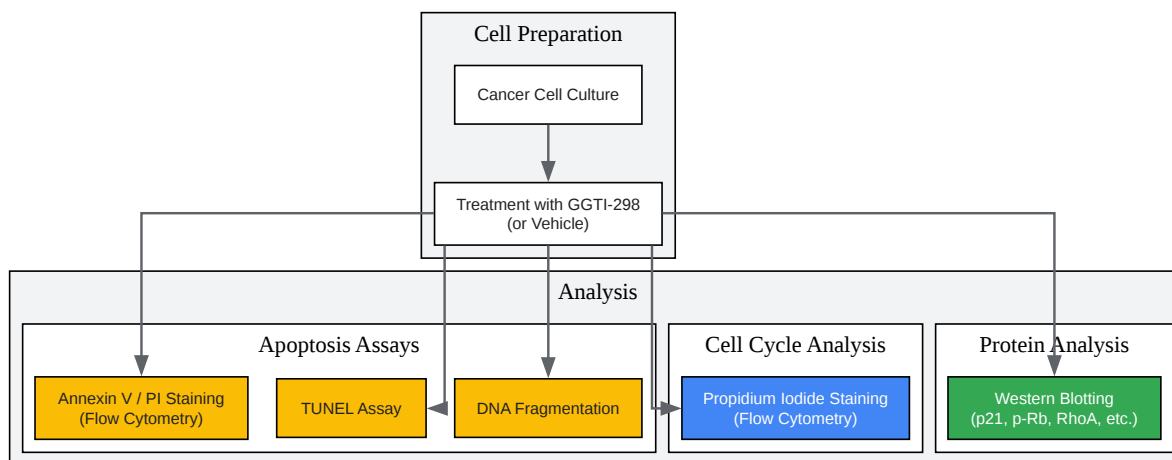 Cell Preparation
Cancer Cell Culture
Treatment with GGTI-298
(or Vehicle)
Analysis
Apoptosis Assays
Annexin V / PI Staining
(Flow Cytometry)
TUNEL Assay
DNA Fragmentation
Cell Cycle Analysis
Propidium Iodide Staining
(Flow Cytometry)
Protein Analysis
Western Blotting
(p21, p-Rb, RhoA, etc.)